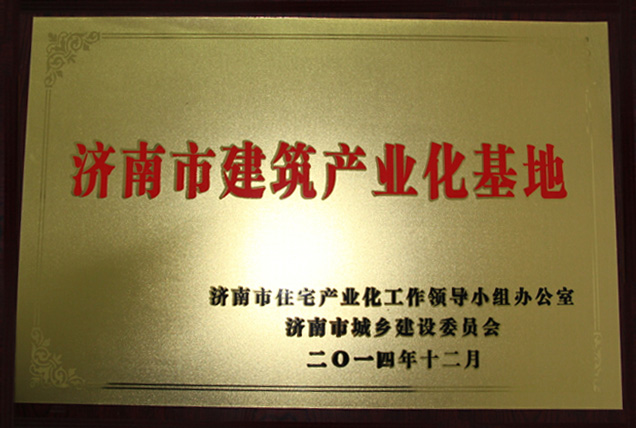 济南市建筑产业化基地
济南市住宅产业化工作领导小组办公室
济南市城乡建设委员会
二〇一四年十二月